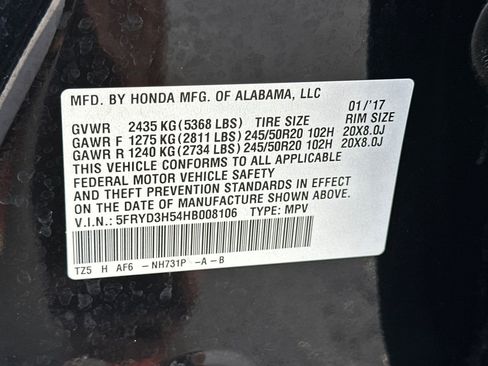 MFD. BY HONDA MFG. OF ALABAMA, LLC 01/'17
GVWR 2435 KG (5368 LBS) TIRE SIZE RIM SIZE
GAWR F 1275 KG (2811 LBS) 245/50R20 102H 20X8.0J
GAWR R 1240 KG (2734 LBS) 245/50R20 102H 20X8.0J
THIS VEHICLE CONFORMS TO ALL APPLICABLE
FEDERAL MOTOR VEHICLE SAFETY
AND THEFT PREVENTION STANDARDS IN EFFECT
ON THE DATE OF MANUFACTURE SHOWN ABOVE.
V.I.N.: 5FRYD3H54HB008106 TYPE: MPV
TZ5 H AF6 -NH731P -A -B